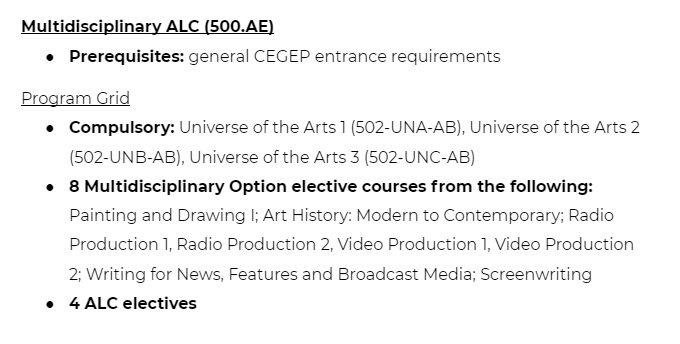 Multidisciplinary ALC (500.AE)
● Prerequisites: general CEGEP entrance requirements
Program Grid
● Compulsory: Universe of the Arts 1 (502-UNA-AB), Universe of the Arts 2
(502-UNB-AB), Universe of the Arts 3 (502-UNC-AB)
● 8 Multidisciplinary Option elective courses from the following:
Painting and Drawing I; Art History: Modern to Contemporary; Radio
Production 1, Radio Production 2, Video Production 1, Video Production
2; Writing for News, Features and Broadcast Media; Screenwriting
● 4 ALC electives